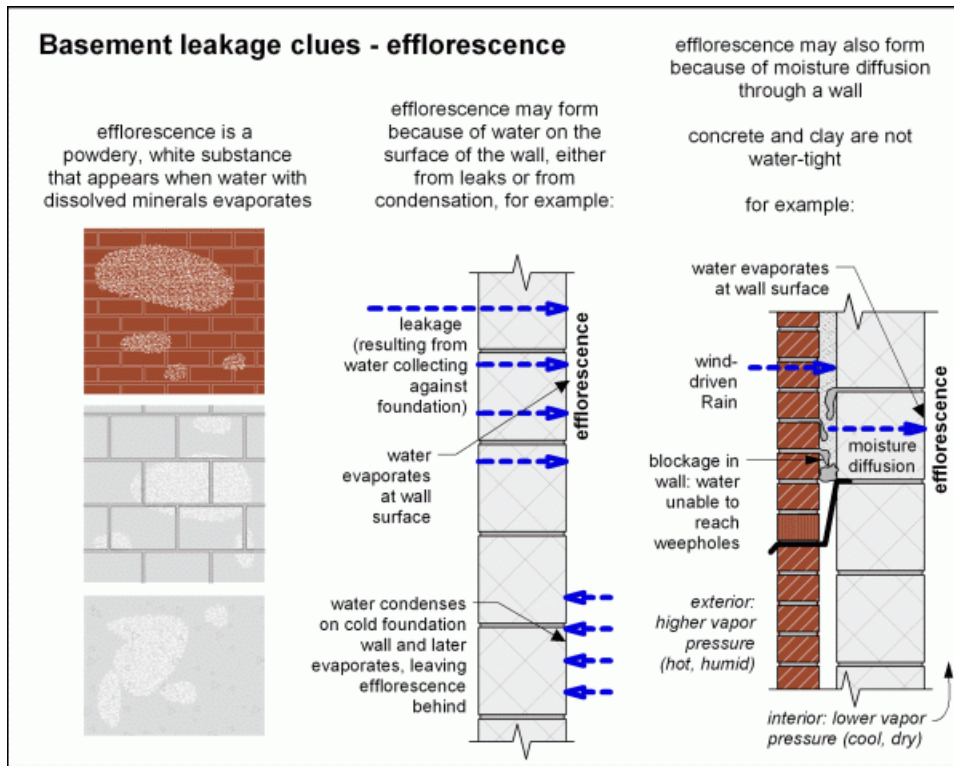 Basement leakage clues - efflorescence
efflorescence is a
powdery, white substance
that appears when water with
dissolved minerals evaporates
efflorescence may form
because of water on the
surface of the wall, either
from leaks or from
condensation, for example:
leakage
(resulting from
water collecting
against
foundation)
efflorescence
water
evaporates
at wall
surface
water condenses
on cold foundation
wall and later
evaporates, leaving
efflorescence
behind
efflorescence may also form
because of moisture diffusion
through a wall
concrete and clay are not
water-tight
for example:
water evaporates
at wall surface
wind-
driven
Rain
moisture
diffusion
efflorescence
blockage in
wall: water
unable to
reach
weepholes
exterior:
higher vapor
pressure
(hot, humid)
interior: lower vapor
pressure (cool, dry)